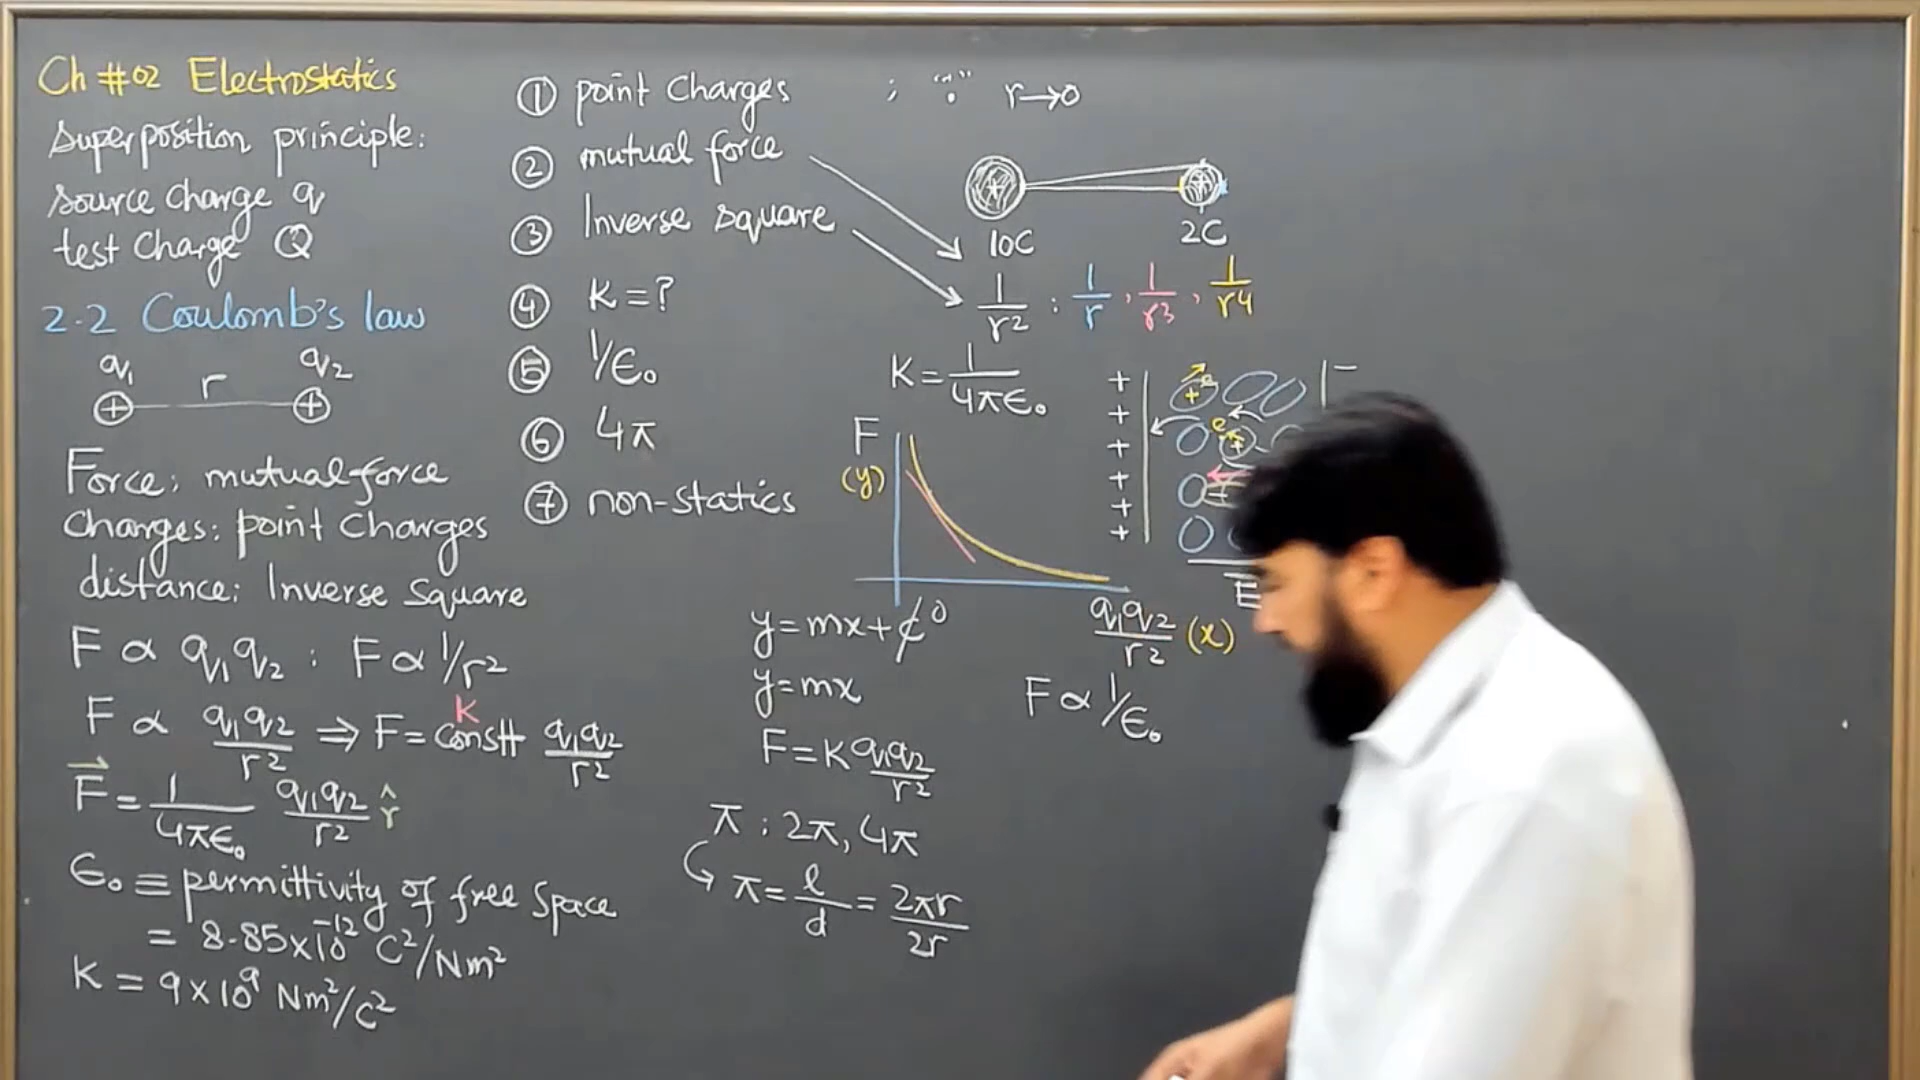 Ch #02 Electrostatics
Superposition principle:
source charge q
test charge Q
2.2 Coulomb's law
q₁ r q₂
+ +
Force: mutual force
Charges: point charges
distance: Inverse square
F ∝ q₁q₂ : F ∝ 1/r²
F ∝ q₁q₂/r² ⇒ F = constt q₁q₂/r²
K
F⃗ = 1/4πϵ₀ q₁q₂/r² r̂
ϵ₀ ≡ permittivity of free space
= 8.85×10⁻¹² C²/Nm²
K = 9×10⁹ Nm²/C²
① point charges ; "." r→0
② mutual force
③ Inverse square
④ K = ?
⑤ 1/ϵ₀
⑥ 4π
⑦ non-statics
10C 2C
1/r² : 1/r , 1/r³ , 1/r⁴
K = 1/4πϵ₀
F
(y)
q₁q₂/r² (x)
y = mx + c 0
y = mx
F = K q₁q₂/r²
π : 2π, 4π
π = l/d = 2πr/2r
F ∝ 1/ϵ₀
+ + + + + +
−
+ e
e +
E